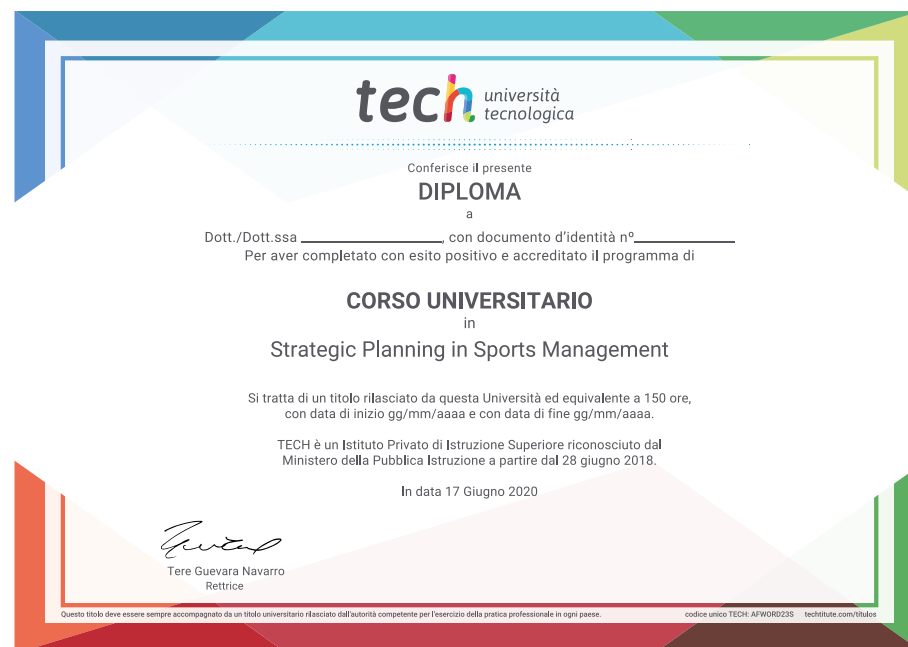 tech università
tecnologica
Conferisce il presente
DIPLOMA
a
Dott./Dott.ssa ____________________, con documento d'identità nº______________
Per aver completato con esito positivo e accreditato il programma di
CORSO UNIVERSITARIO
in
Strategic Planning in Sports Management
Si tratta di un titolo rilasciato da questa Università ed equivalente a 150 ore,
con data di inizio gg/mm/aaaa e con data di fine gg/mm/aaaa.
TECH è un Istituto Privato di Istruzione Superiore riconosciuto dal
Ministero della Pubblica Istruzione a partire dal 28 giugno 2018.
In data 17 Giugno 2020
Tere Guevara Navarro
Rettrice
Questo titolo deve essere sempre accompagnato da un titolo universitario rilasciato dall'autorità competente per l'esercizio della pratica professionale in ogni paese. codice unico TECH: AFWORD23S techtitute.com/titulos